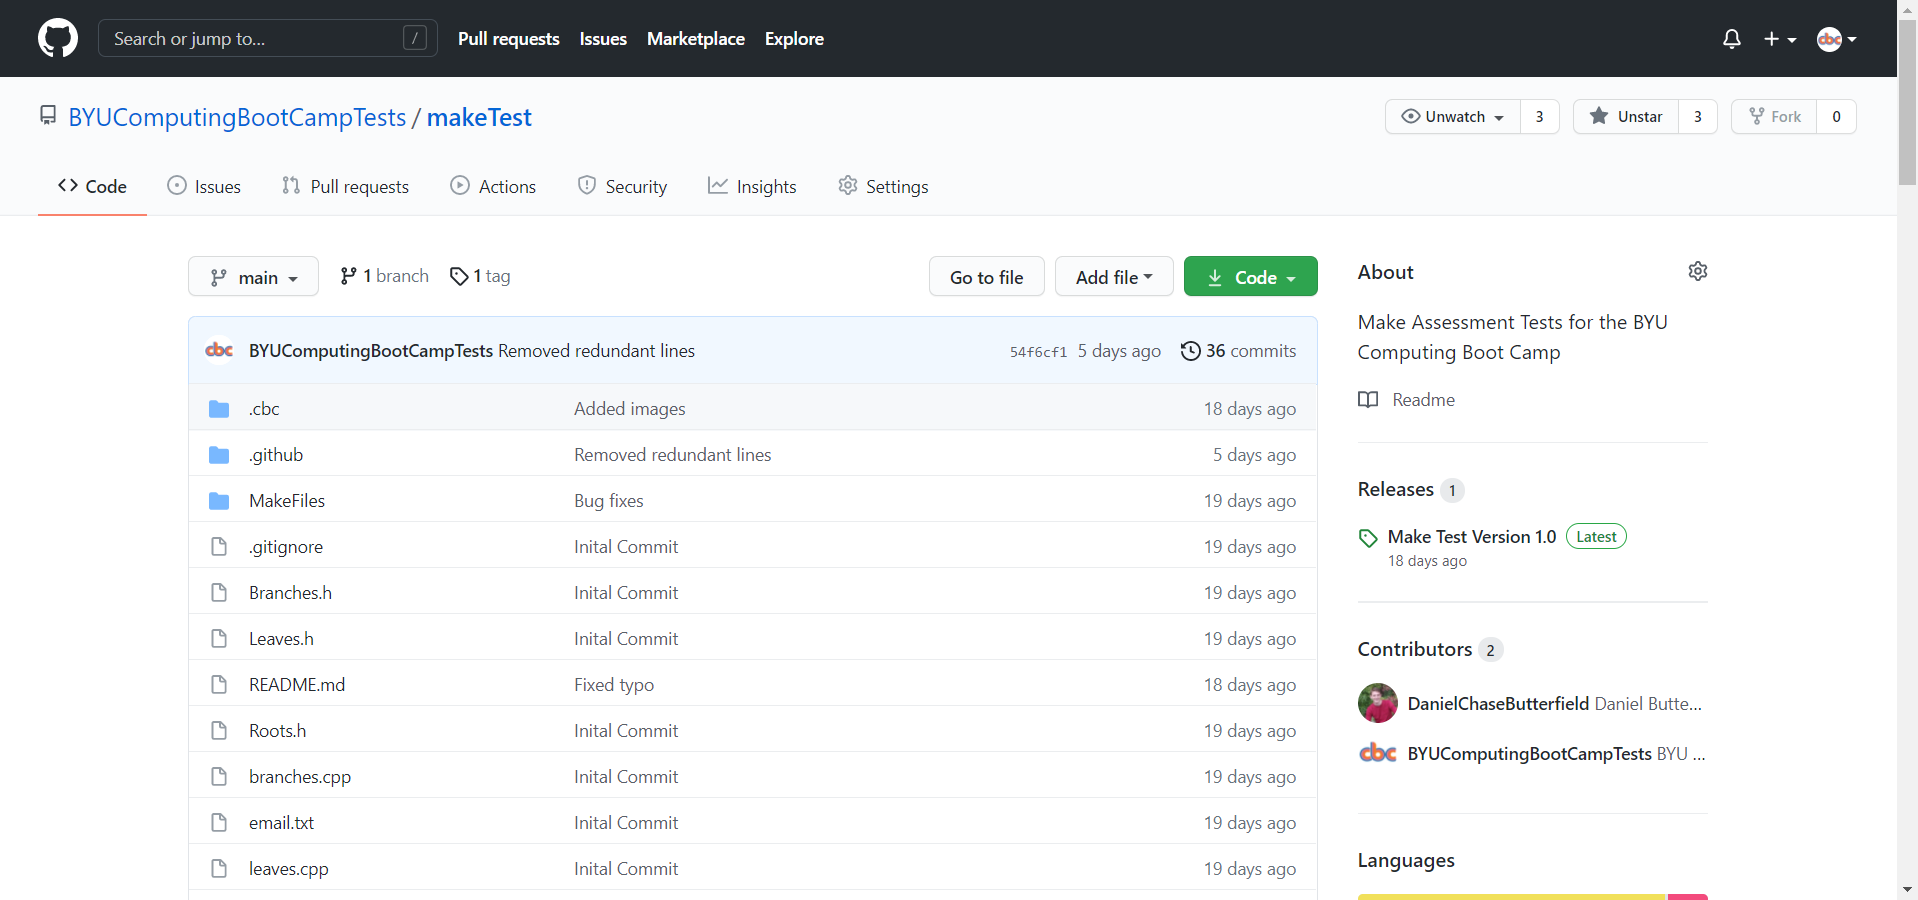 Search or jump to... /
Pull requests Issues Marketplace Explore
cbc
BYUComputingBootCampTests / makeTest
Unwatch 3 Unstar 3 Fork 0
Code Issues Pull requests Actions Security Insights Settings
main 1 branch 1 tag Go to file Add file Code
cbc BYUComputingBootCampTests Removed redundant lines 54f6cf1 5 days ago 36 commits
.cbc Added images 18 days ago
.github Removed redundant lines 5 days ago
MakeFiles Bug fixes 19 days ago
.gitignore Inital Commit 19 days ago
Branches.h Inital Commit 19 days ago
Leaves.h Inital Commit 19 days ago
README.md Fixed typo 18 days ago
Roots.h Inital Commit 19 days ago
branches.cpp Inital Commit 19 days ago
email.txt Inital Commit 19 days ago
leaves.cpp Inital Commit 19 days ago
About
Make Assessment Tests for the BYU
Computing Boot Camp
Readme
Releases 1
Make Test Version 1.0 Latest
18 days ago
Contributors 2
DanielChaseButterfield Daniel Butte...
cbc BYUComputingBootCampTests BYU ...
Languages